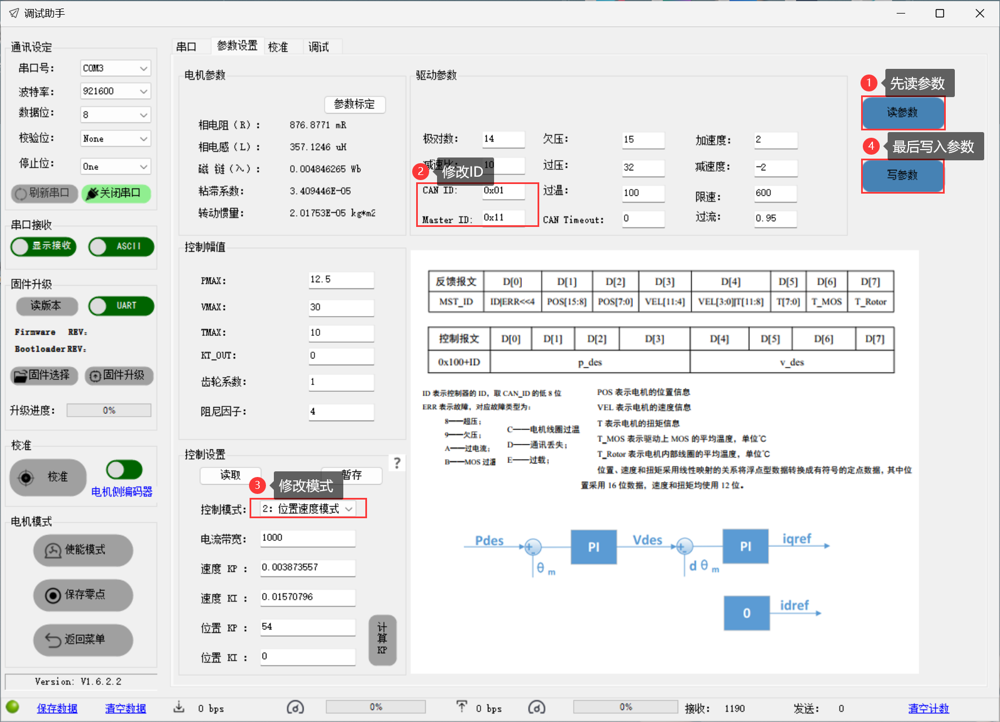 调试助手
通讯设定
串口号: COM3
波特率: 921600
数据位: 8
校验位: None
停止位: One
刷新串口 关闭串口
串口接收
显示接收 ASCII
固件升级
读版本 UART
Firmware REV:
Bootloader REV:
固件选择 固件升级
升级进度: 0%
校准
校准
电机侧编码器
电机模式
使能模式
保存零点
返回菜单
Version: V1.6.2.2
串口 参数设置 校准 调试
电机参数
参数标定
相电阻(R): 876.8771 mR
相电感(L): 357.1246 uH
磁 链(λ): 0.004846265 Wb
粘滞系数: 3.409446E-05
转动惯量: 2.01753E-05 kg*m2
驱动参数
极对数: 14 欠压: 15 加速度: 2
减速比: 10 过压: 32 减速度: -2
2 修改ID
CAN ID: 0x01 过温: 100 限速: 600
Master ID: 0x11 CAN Timeout: 0 过流: 0.95
1 先读参数
读参数
4 最后写入参数
写参数
控制幅值
PMAX: 12.5
VMAX: 30
TMAX: 10
KT_OUT: 0
齿轮系数: 1
阻尼因子: 4
控制设置
?
读取 暂存
3 修改模式
控制模式: 2: 位置速度模式
电流带宽: 1000
速度 KP : 0.003873557
速度 KI : 0.01570796
位置 KP : 54
位置 KI : 0
计算KP
反馈报文 D[0] D[1] D[2] D[3] D[4] D[5] D[6] D[7]
MST_ID ID|ERR<<4 POS[15:8] POS[7:0] VEL[11:4] VEL[3:0]|T[11:8] T[7:0] T_MOS T_Rotor
控制报文 D[0] D[1] D[2] D[3] D[4] D[5] D[6] D[7]
0x100+ID p_des v_des
ID 表示控制器的 ID，取 CAN_ID 的低 8 位
ERR 表示故障，对应故障类型为:
8——超压;
9——欠压;
A——过电流;
B——MOS 过温
C——电机线圈过温
D——通讯丢失;
E——过载;
POS 表示电机的位置信息
VEL 表示电机的速度信息
T 表示电机的扭矩信息
T_MOS 表示驱动上 MOS 的平均温度，单位℃
T_Rotor 表示电机内部线圈的平均温度，单位℃
位置、速度和扭矩采用线性映射的关系将浮点型数据转换成有符号的定点数据，其中位
置采用 16 位数据，速度和扭矩均使用 12 位。
Pdes + - PI Vdes + - PI iqref
θ m d θ m
0 idref
保存数据 清空数据 0 bps 0% 0 bps 0% 接收: 1190 发送: 0 清空计数